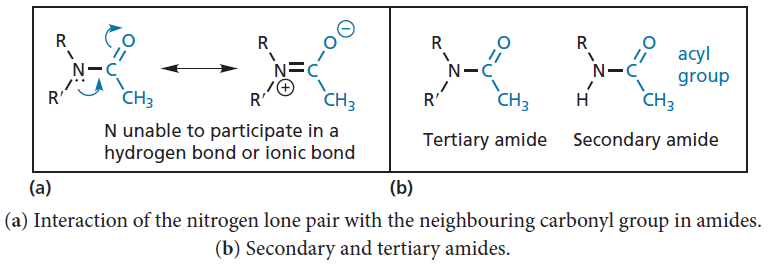 R
O
N
C
R′
CH3
R
O
−
N
C
+
R′
CH3
N unable to participate in a
hydrogen bond or ionic bond
R
O
N
C
R′
CH3
Tertiary amide
R
O
N
C
H
CH3
acyl
group
Secondary amide
(a)
(b)
(a) Interaction of the nitrogen lone pair with the neighbouring carbonyl group in amides.
(b) Secondary and tertiary amides.